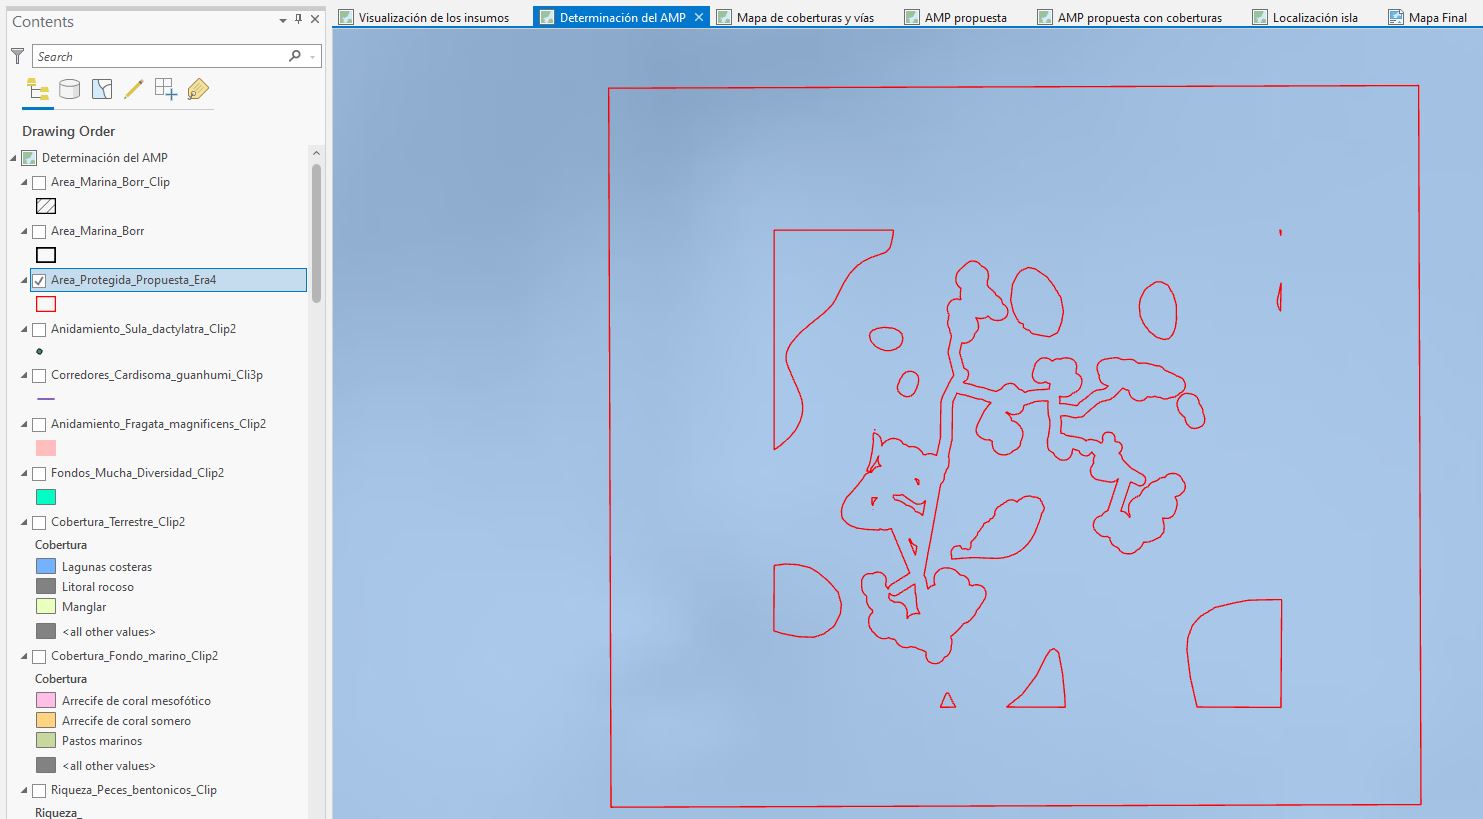 Contents
Visualización de los insumos
Determinación del AMP
Mapa de coberturas y vías
AMP propuesta
AMP propuesta con coberturas
Localización isla
Mapa Final
Search
Drawing Order
Determinación del AMP
Area_Marina_Borr_Clip
Area_Marina_Borr
Area_Protegida_Propuesta_Era4
Anidamiento_Sula_dactylatra_Clip2
Corredores_Cardisoma_guanhumi_Cli3p
Anidamiento_Fragata_magnificens_Clip2
Fondos_Mucha_Diversidad_Clip2
Cobertura_Terrestre_Clip2
Cobertura
Lagunas costeras
Litoral rocoso
Manglar
<all other values>
Cobertura_Fondo_marino_Clip2
Cobertura
Arrecife de coral mesofótico
Arrecife de coral somero
Pastos marinos
<all other values>
Riqueza_Peces_bentonicos_Clip
Riqueza_